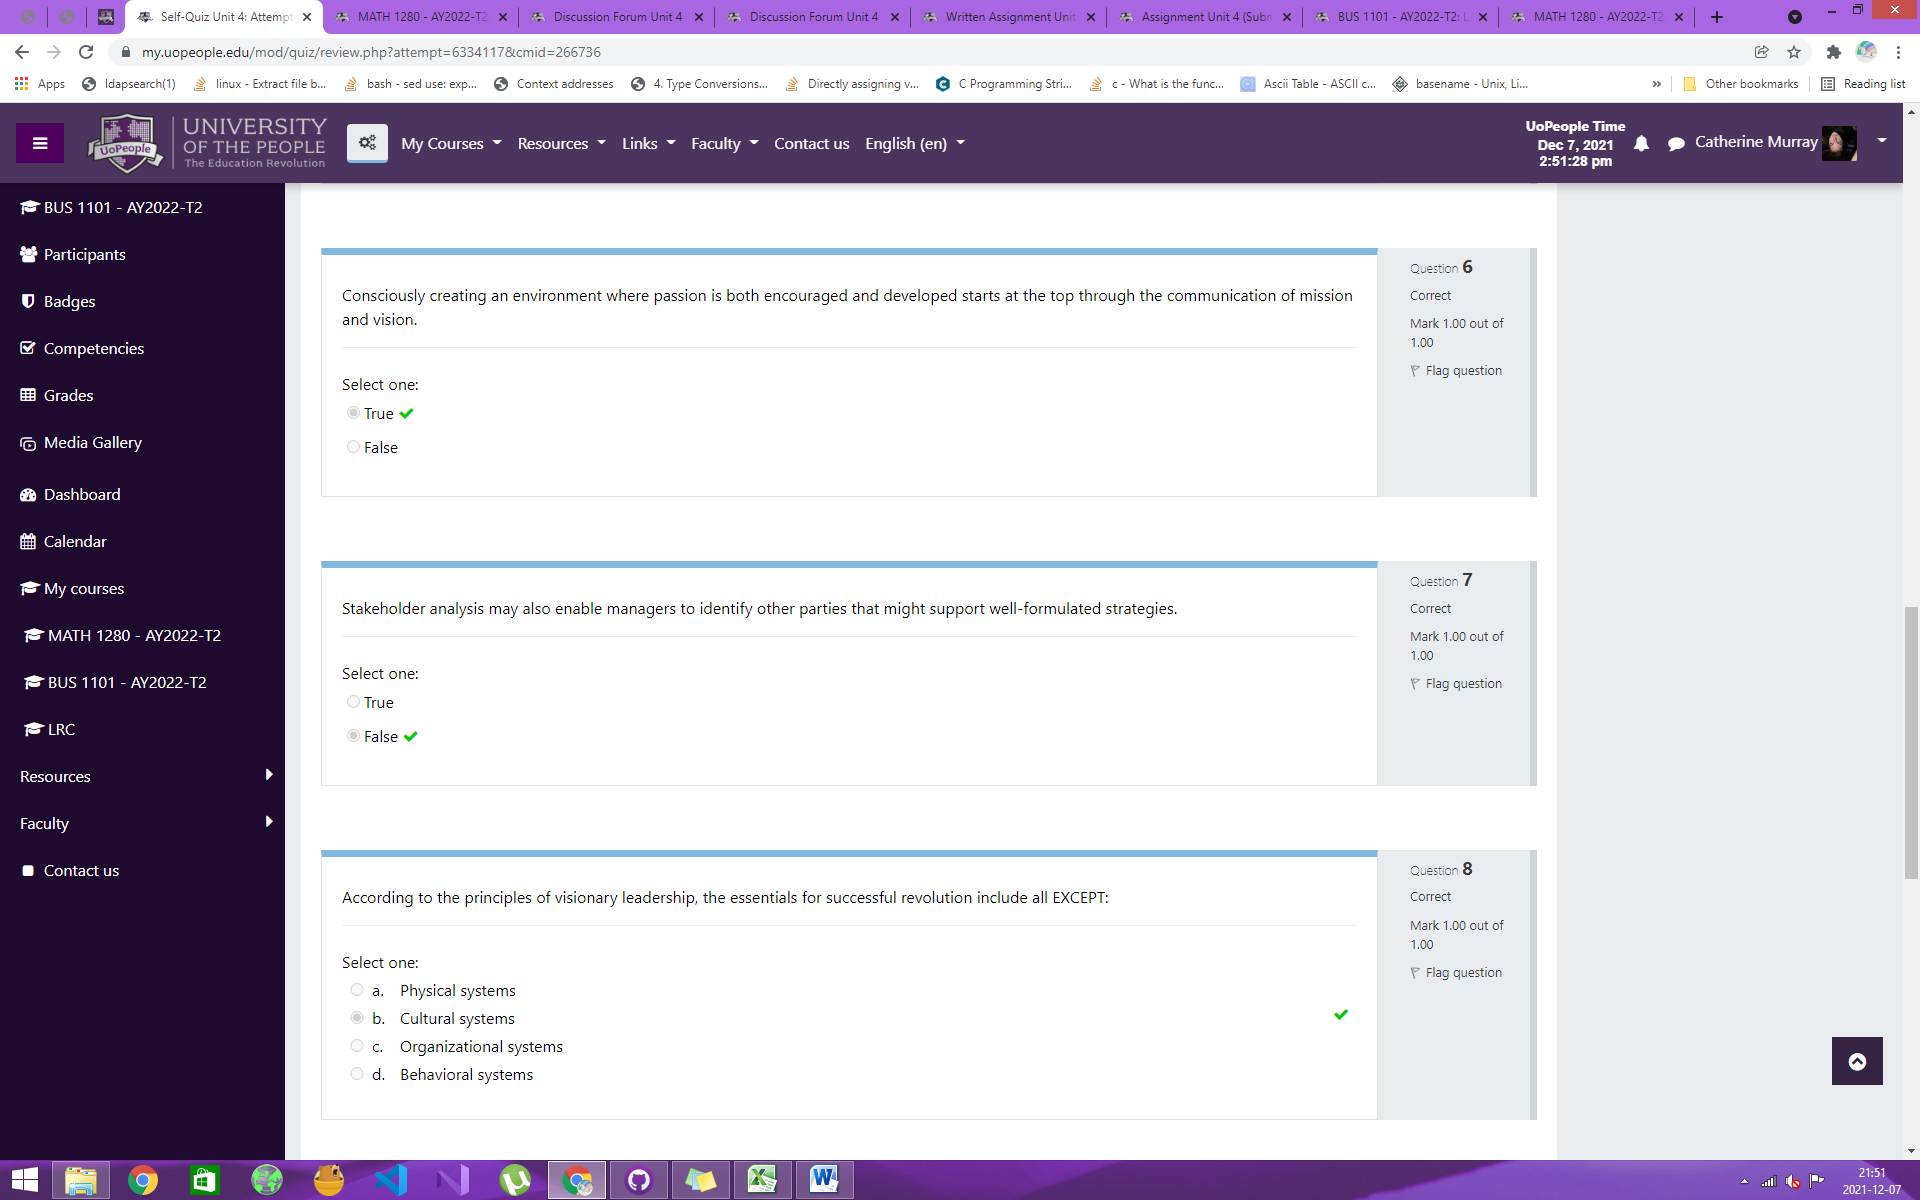 Self-Quiz Unit 4: Attempt
MATH 1280 - AY2022-T2
Discussion Forum Unit 4
Discussion Forum Unit 4
Written Assignment Unit
Assignment Unit 4 (Subm
BUS 1101 - AY2022-T2: L
MATH 1280 - AY2022-T2
my.uopeople.edu/mod/quiz/review.php?attempt=6334117&cmid=266736
Apps
ldapsearch(1)
linux - Extract file b...
bash - sed use: exp...
Context addresses
4. Type Conversions...
Directly assigning v...
C Programming Stri...
c - What is the func...
Ascii Table - ASCII c...
basename - Unix, Li...
»
Other bookmarks
Reading list
UoPeople
UNIVERSITY
OF THE PEOPLE
The Education Revolution
My Courses
Resources
Links
Faculty
Contact us
English (en)
UoPeople Time
Dec 7, 2021
2:51:28 pm
Catherine Murray
BUS 1101 - AY2022-T2
Participants
Badges
Competencies
Grades
Media Gallery
Dashboard
Calendar
My courses
MATH 1280 - AY2022-T2
BUS 1101 - AY2022-T2
LRC
Resources
Faculty
Contact us
Consciously creating an environment where passion is both encouraged and developed starts at the top through the communication of mission
and vision.
Select one:
True
False
Question 6
Correct
Mark 1.00 out of
1.00
Flag question
Stakeholder analysis may also enable managers to identify other parties that might support well-formulated strategies.
Select one:
True
False
Question 7
Correct
Mark 1.00 out of
1.00
Flag question
According to the principles of visionary leadership, the essentials for successful revolution include all EXCEPT:
Select one:
a. Physical systems
b. Cultural systems
c. Organizational systems
d. Behavioral systems
Question 8
Correct
Mark 1.00 out of
1.00
Flag question
21:51
2021-12-07